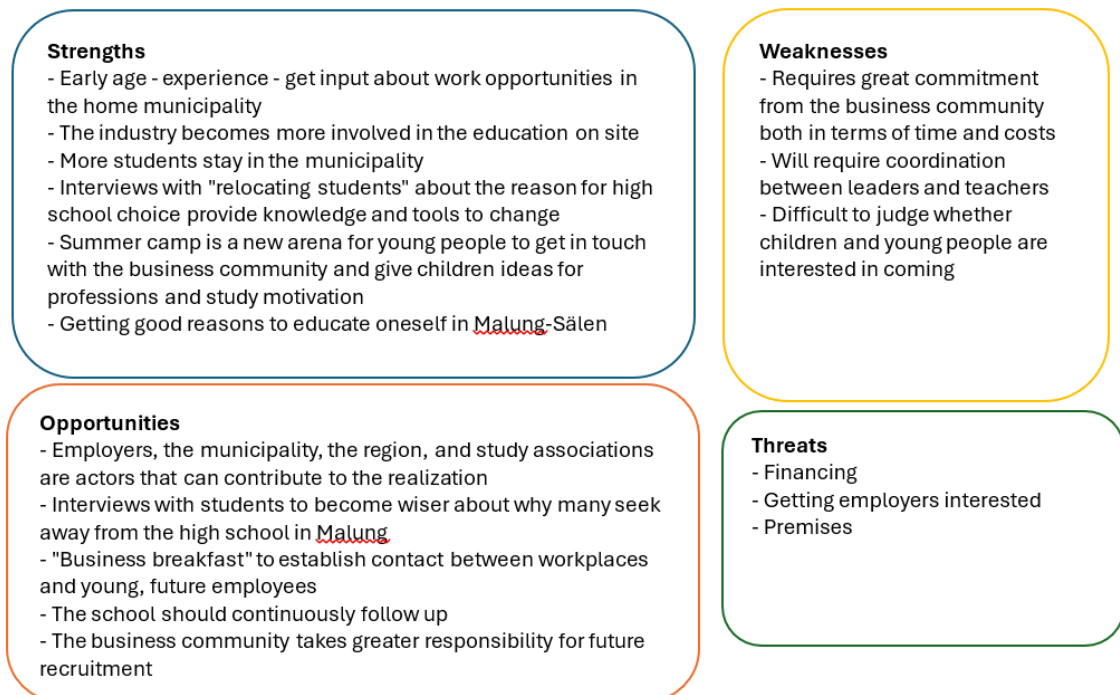 Strengths
- Early age - experience - get input about work opportunities in
the home municipality
- The industry becomes more involved in the education on site
- More students stay in the municipality
- Interviews with "relocating students" about the reason for high
school choice provide knowledge and tools to change
- Summer camp is a new arena for young people to get in touch
with the business community and give children ideas for
professions and study motivation
- Getting good reasons to educate oneself in Malung-Sälen
Weaknesses
- Requires great commitment
from the business community
both in terms of time and costs
- Will require coordination
between leaders and teachers
- Difficult to judge whether
children and young people are
interested in coming
Opportunities
- Employers, the municipality, the region, and study associations
are actors that can contribute to the realization
- Interviews with students to become wiser about why many seek
away from the high school in Malung
- "Business breakfast" to establish contact between workplaces
and young, future employees
- The school should continuously follow up
- The business community takes greater responsibility for future
recruitment
Threats
- Financing
- Getting employers interested
- Premises